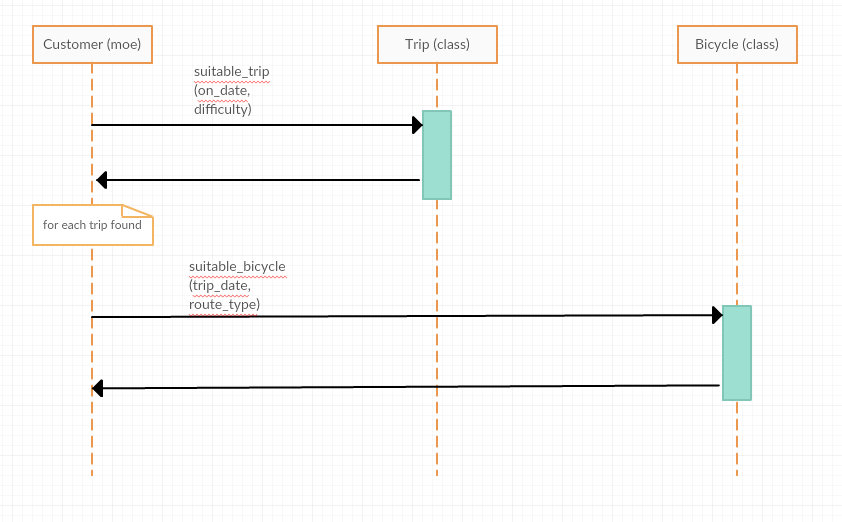 Customer (moe)
Trip (class)
Bicycle (class)
suitable_trip
(on_date,
difficulty)
for each trip found
suitable_bicycle
(trip_date,
route_type)